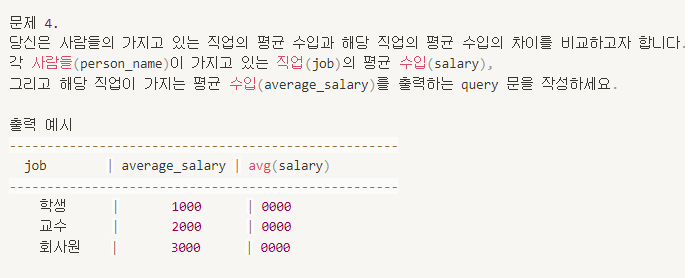 문제 4.
당신은 사람들의 가지고 있는 직업의 평균 수입과 해당 직업의 평균 수입의 차이를 비교하고자 합니다.
각 사람들(person_name)이 가지고 있는 직업(job)의 평균 수입(salary),
그리고 해당 직업이 가지는 평균 수입(average_salary)를 출력하는 query 문을 작성하세요.
출력 예시
----------------------------------------------------
job | average_salary | avg(salary)
----------------------------------------------------
학생 | 1000 | 0000
교수 | 2000 | 0000
회사원 | 3000 | 0000